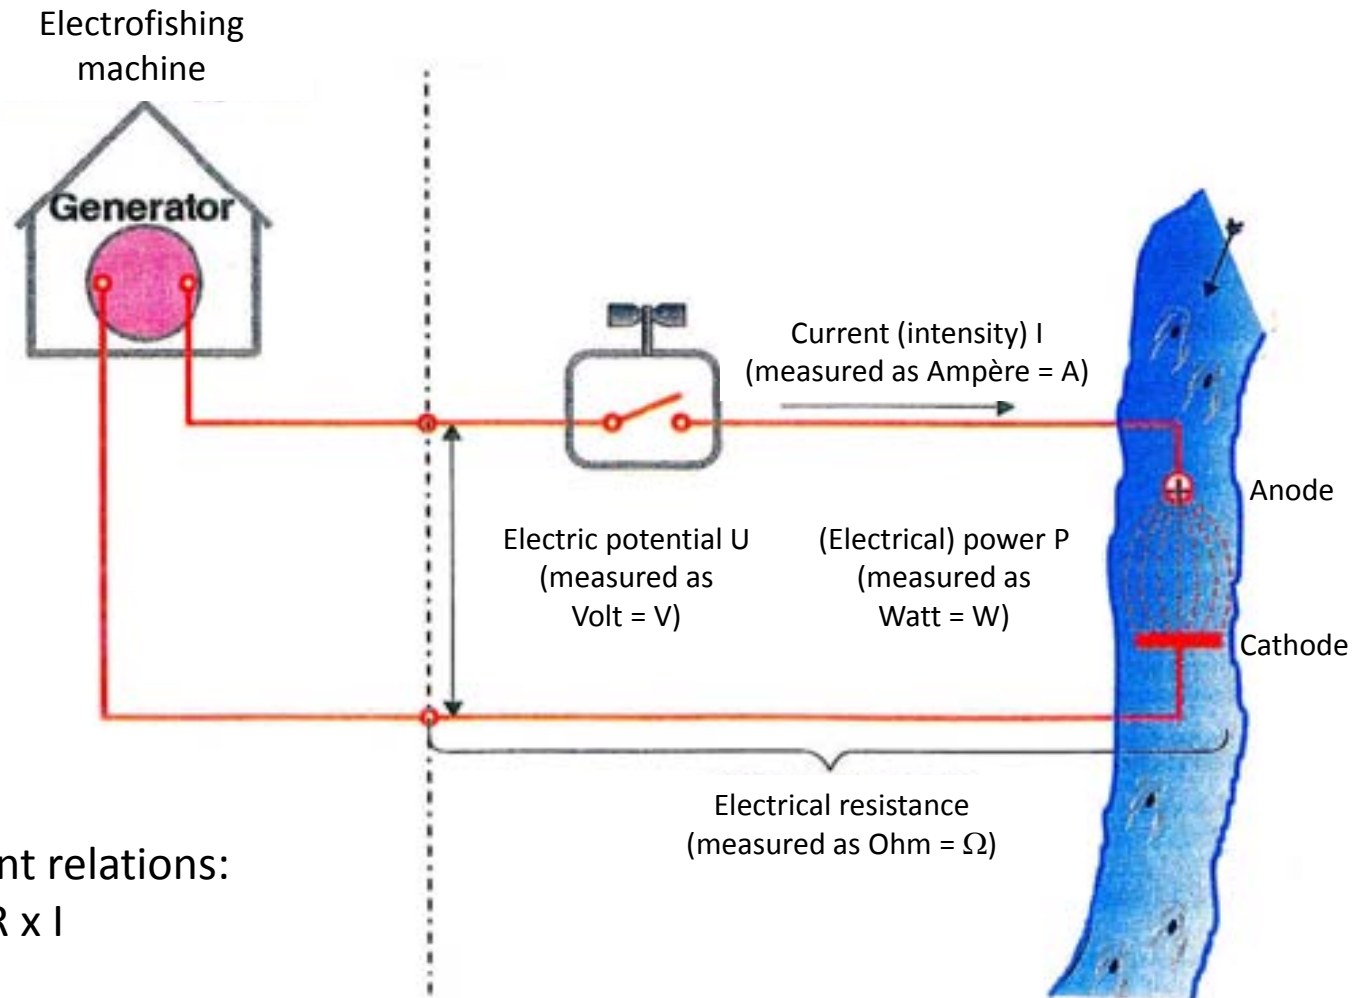 Electrofishing
machine
Generator
Current (intensity) I
(measured as Ampère = A)
Anode
Electric potential U
(measured as
Volt = V)
(Electrical) power P
(measured as
Watt = W)
Cathode
Electrical resistance
(measured as Ohm = Ω)
nt relations:
R x I